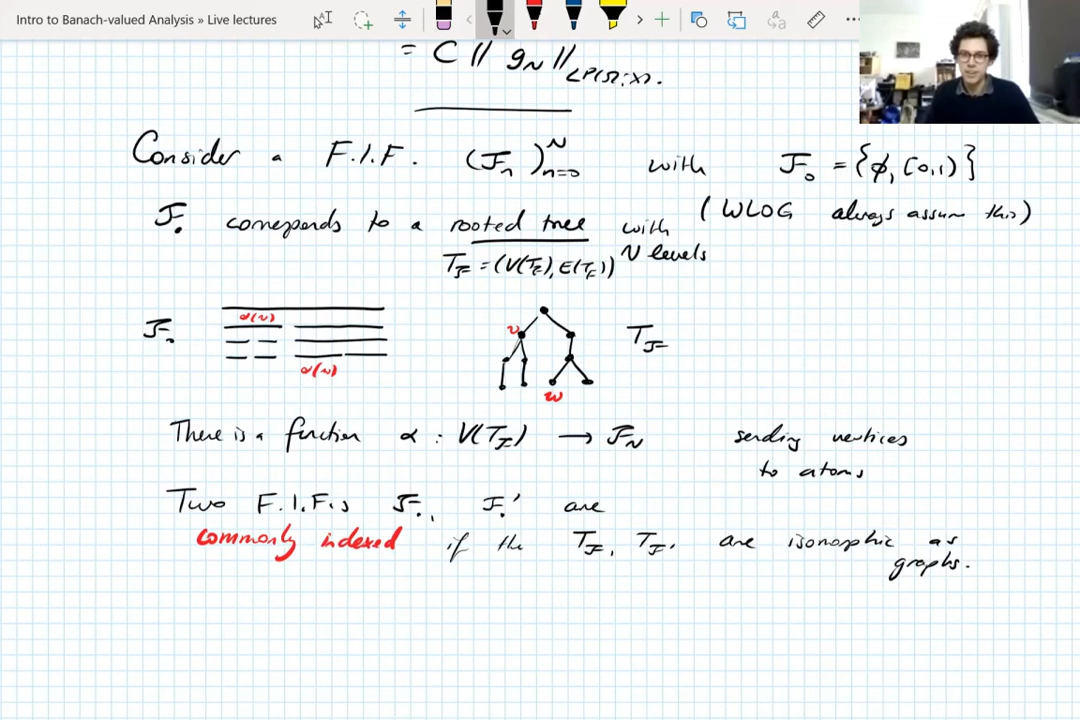 Intro to Banach-valued Analysis » Live lectures
= C || g_N ||_{L^p(Ω;X)}.
Consider a F.I.F. (F_n)_{n=0}^N with F_0 = {∅, [0,1)}
(WLOG always assum this)
F. corresponds to a rooted tree with N levels
T_F = (V(T_F), E(T_F))
F. α(v) v T_F
α(w) w
There is a function α : V(T_F) → F_N sending vertices
to atoms
Two F.I.F.s F., F.' are
commonly indexed if the T_F, T_F' are isomorphic as
graphs.